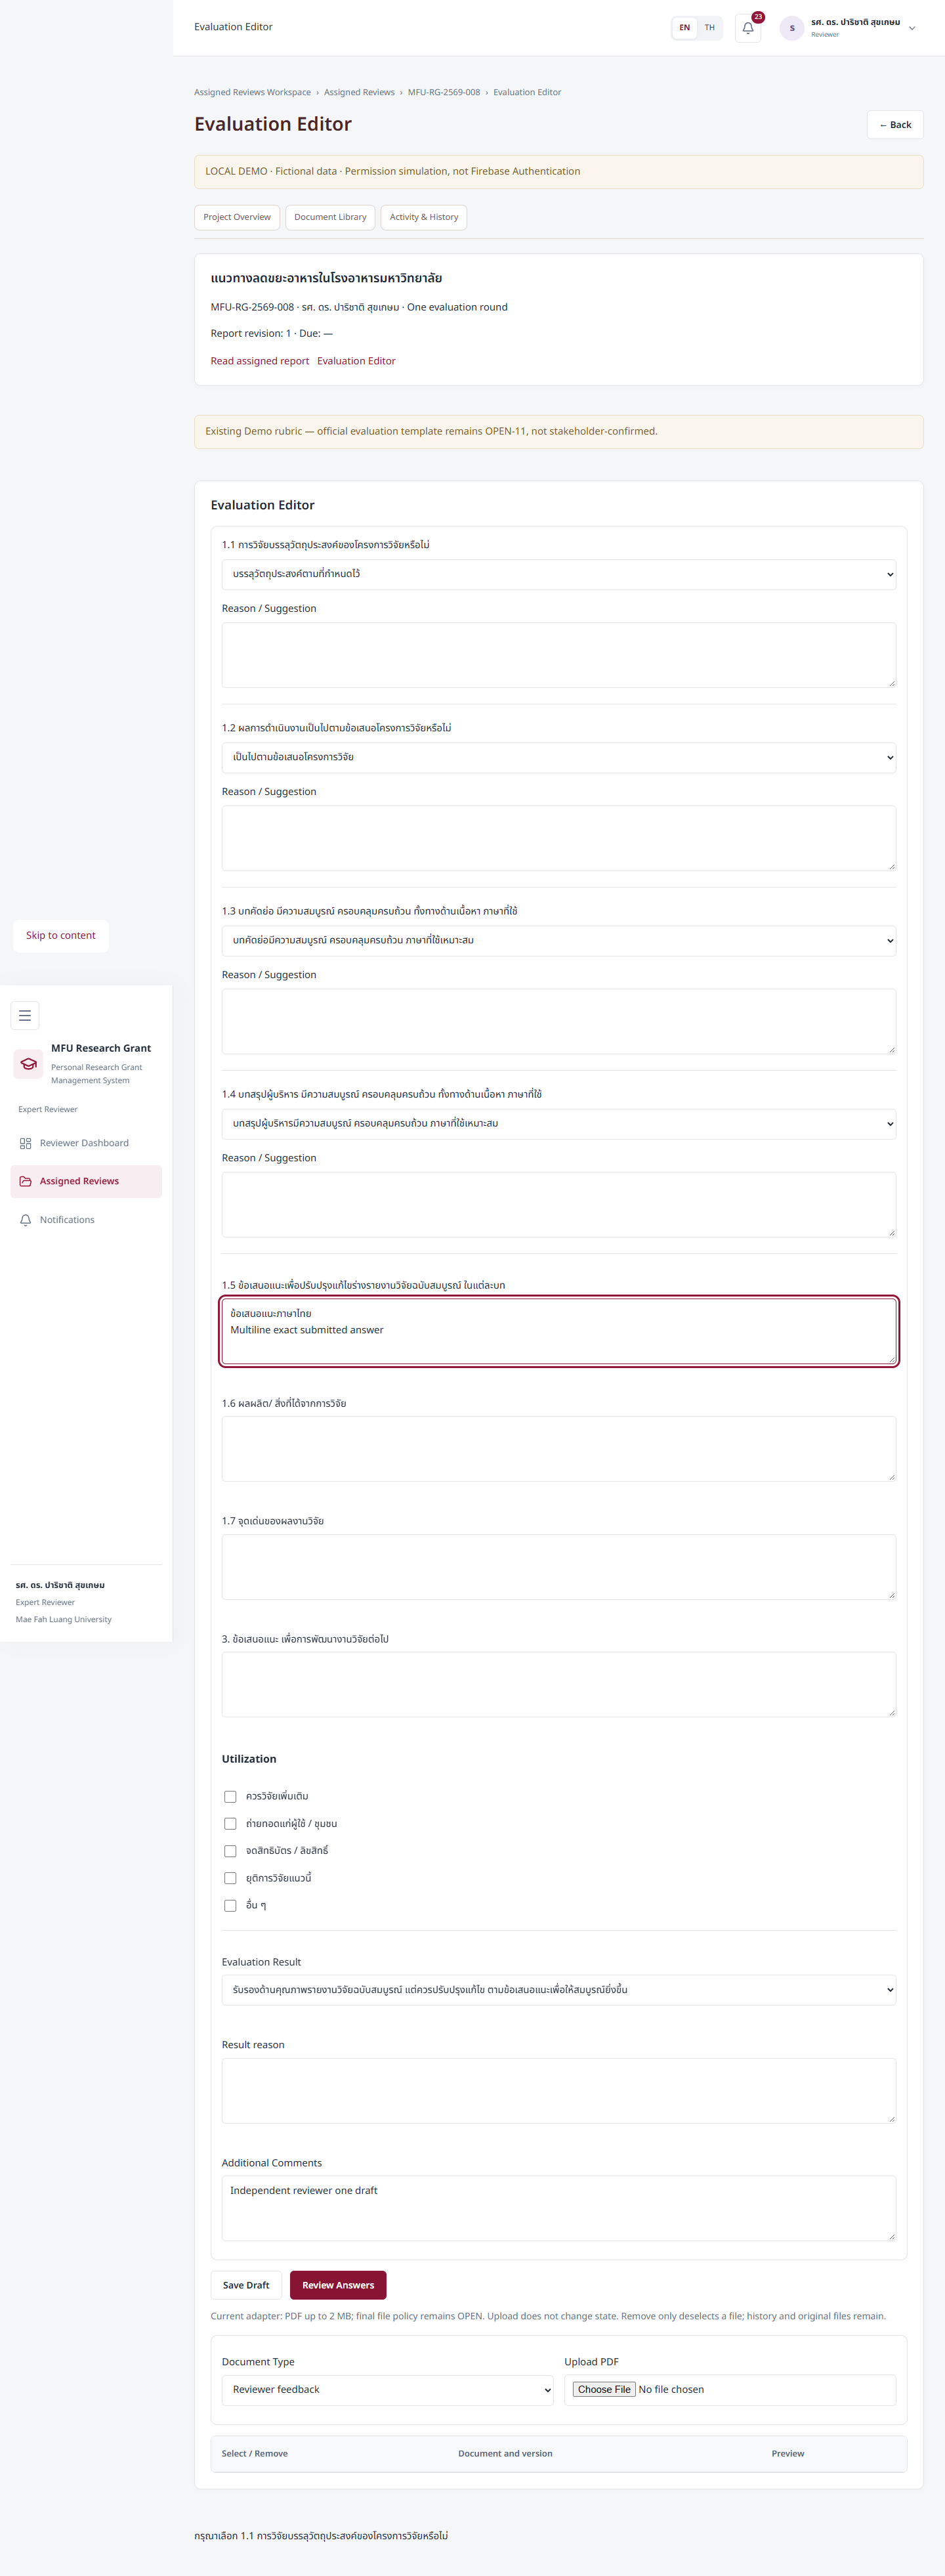 Evaluation Editor
EN TH
23
ส
รศ. ดร. ปาริชาติ สุขเกษม
Reviewer
Assigned Reviews Workspace › Assigned Reviews › MFU-RG-2569-008 › Evaluation Editor
Evaluation Editor
← Back
LOCAL DEMO · Fictional data · Permission simulation, not Firebase Authentication
Project Overview
Document Library
Activity & History
แนวทางลดขยะอาหารในโรงอาหารมหาวิทยาลัย
MFU-RG-2569-008 · รศ. ดร. ปาริชาติ สุขเกษม · One evaluation round
Report revision: 1 · Due: —
Read assigned report Evaluation Editor
Existing Demo rubric — official evaluation template remains OPEN-11, not stakeholder-confirmed.
Evaluation Editor
1.1 การวิจัยบรรลุวัตถุประสงค์ของโครงการวิจัยหรือไม่
บรรลุวัตถุประสงค์ตามที่กำหนดไว้
Reason / Suggestion
1.2 ผลการดำเนินงานเป็นไปตามข้อเสนอโครงการวิจัยหรือไม่
เป็นไปตามข้อเสนอโครงการวิจัย
Reason / Suggestion
1.3 บทคัดย่อ มีความสมบูรณ์ ครอบคลุมครบถ้วน ทั้งทางด้านเนื้อหา ภาษาที่ใช้
บทคัดย่อมีความสมบูรณ์ ครอบคลุมครบถ้วน ภาษาที่ใช้เหมาะสม
Reason / Suggestion
1.4 บทสรุปผู้บริหาร มีความสมบูรณ์ ครอบคลุมครบถ้วน ทั้งทางด้านเนื้อหา ภาษาที่ใช้
บทสรุปผู้บริหารมีความสมบูรณ์ ครอบคลุมครบถ้วน ภาษาที่ใช้เหมาะสม
Reason / Suggestion
1.5 ข้อเสนอแนะเพื่อปรับปรุงแก้ไขร่างรายงานวิจัยฉบับสมบูรณ์ ในแต่ละบท
ข้อเสนอแนะภาษาไทย
Multiline exact submitted answer
1.6 ผลผลิต/ สิ่งที่ได้จากการวิจัย
1.7 จุดเด่นของผลงานวิจัย
3. ข้อเสนอแนะ เพื่อการพัฒนางานวิจัยต่อไป
Utilization
ควรวิจัยเพิ่มเติม
ถ่ายทอดแก่ผู้ใช้ / ชุมชน
จดสิทธิบัตร / ลิขสิทธิ์
ยุติการวิจัยแนวนี้
อื่น ๆ
Evaluation Result
รับรองด้านคุณภาพรายงานวิจัยฉบับสมบูรณ์ แต่ควรปรับปรุงแก้ไข ตามข้อเสนอแนะเพื่อให้สมบูรณ์ยิ่งขึ้น
Result reason
Additional Comments
Independent reviewer one draft
Save Draft
Review Answers
Current adapter: PDF up to 2 MB; final file policy remains OPEN. Upload does not change state. Remove only deselects a file; history and original files remain.
Document Type
Upload PDF
Reviewer feedback
Choose File No file chosen
Select / Remove
Document and version
Preview
กรุณาเลือก 1.1 การวิจัยบรรลุวัตถุประสงค์ของโครงการวิจัยหรือไม่
Skip to content
MFU Research Grant
Personal Research Grant
Management System
Expert Reviewer
Reviewer Dashboard
Assigned Reviews
Notifications
รศ. ดร. ปาริชาติ สุขเกษม
Expert Reviewer
Mae Fah Luang University